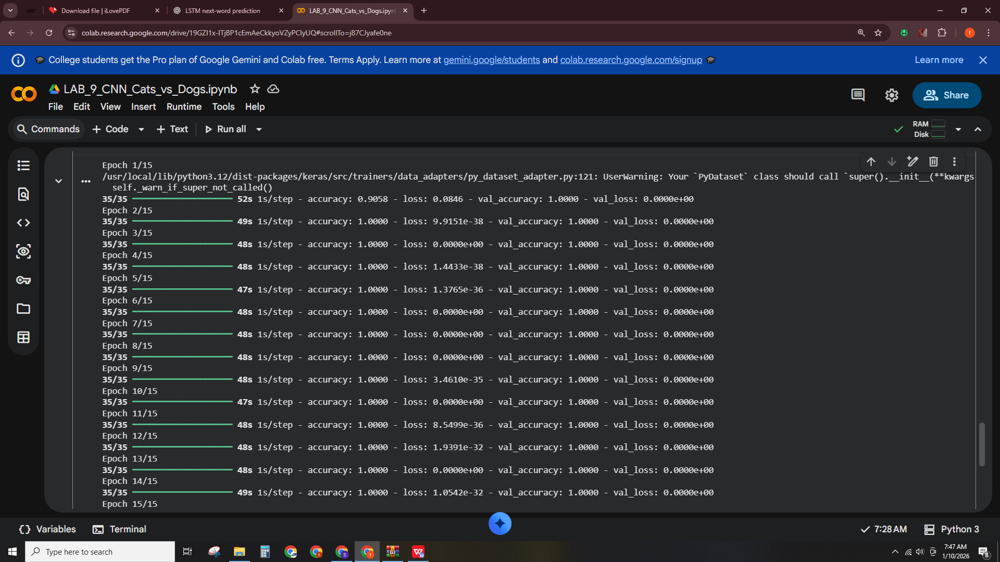 Download file | iLovePDF
LSTM next-word prediction
LAB_9_CNN_Cats_vs_Dogs.ipyn
colab.research.google.com/drive/19GZI1x-ITjBP1cEmAeCkkyoVZyPCIyUQ#scrollTo=j87CJyafe0ne
t
🎓 College students get the Pro plan of Google Gemini and Colab free. Terms Apply. Learn more at gemini.google/students and colab.research.google.com/signup 🎓
Learn more
LAB_9_CNN_Cats_vs_Dogs.ipynb
Share
File Edit View Insert Runtime Tools Help
Commands + Code + Text Run all
RAM
Disk
Epoch 1/15
/usr/local/lib/python3.12/dist-packages/keras/src/trainers/data_adapters/py_dataset_adapter.py:121: UserWarning: Your `PyDataset` class should call `super().__init__(**kwargs
self._warn_if_super_not_called()
35/35 ━━━━━━━━━━━━━━━━━━━━ 52s 1s/step - accuracy: 0.9058 - loss: 0.0846 - val_accuracy: 1.0000 - val_loss: 0.0000e+00
Epoch 2/15
35/35 ━━━━━━━━━━━━━━━━━━━━ 49s 1s/step - accuracy: 1.0000 - loss: 9.9151e-38 - val_accuracy: 1.0000 - val_loss: 0.0000e+00
Epoch 3/15
35/35 ━━━━━━━━━━━━━━━━━━━━ 48s 1s/step - accuracy: 1.0000 - loss: 0.0000e+00 - val_accuracy: 1.0000 - val_loss: 0.0000e+00
Epoch 4/15
35/35 ━━━━━━━━━━━━━━━━━━━━ 48s 1s/step - accuracy: 1.0000 - loss: 1.4433e-38 - val_accuracy: 1.0000 - val_loss: 0.0000e+00
Epoch 5/15
35/35 ━━━━━━━━━━━━━━━━━━━━ 47s 1s/step - accuracy: 1.0000 - loss: 1.3765e-36 - val_accuracy: 1.0000 - val_loss: 0.0000e+00
Epoch 6/15
35/35 ━━━━━━━━━━━━━━━━━━━━ 48s 1s/step - accuracy: 1.0000 - loss: 0.0000e+00 - val_accuracy: 1.0000 - val_loss: 0.0000e+00
Epoch 7/15
35/35 ━━━━━━━━━━━━━━━━━━━━ 48s 1s/step - accuracy: 1.0000 - loss: 0.0000e+00 - val_accuracy: 1.0000 - val_loss: 0.0000e+00
Epoch 8/15
35/35 ━━━━━━━━━━━━━━━━━━━━ 48s 1s/step - accuracy: 1.0000 - loss: 0.0000e+00 - val_accuracy: 1.0000 - val_loss: 0.0000e+00
Epoch 9/15
35/35 ━━━━━━━━━━━━━━━━━━━━ 48s 1s/step - accuracy: 1.0000 - loss: 3.4610e-35 - val_accuracy: 1.0000 - val_loss: 0.0000e+00
Epoch 10/15
35/35 ━━━━━━━━━━━━━━━━━━━━ 47s 1s/step - accuracy: 1.0000 - loss: 0.0000e+00 - val_accuracy: 1.0000 - val_loss: 0.0000e+00
Epoch 11/15
35/35 ━━━━━━━━━━━━━━━━━━━━ 48s 1s/step - accuracy: 1.0000 - loss: 8.5499e-36 - val_accuracy: 1.0000 - val_loss: 0.0000e+00
Epoch 12/15
35/35 ━━━━━━━━━━━━━━━━━━━━ 48s 1s/step - accuracy: 1.0000 - loss: 1.9391e-32 - val_accuracy: 1.0000 - val_loss: 0.0000e+00
Epoch 13/15
35/35 ━━━━━━━━━━━━━━━━━━━━ 48s 1s/step - accuracy: 1.0000 - loss: 0.0000e+00 - val_accuracy: 1.0000 - val_loss: 0.0000e+00
Epoch 14/15
35/35 ━━━━━━━━━━━━━━━━━━━━ 49s 1s/step - accuracy: 1.0000 - loss: 1.0542e-32 - val_accuracy: 1.0000 - val_loss: 0.0000e+00
Epoch 15/15
Variables Terminal
7:28 AM Python 3
Type here to search
7:47 AM
1/10/2026
8